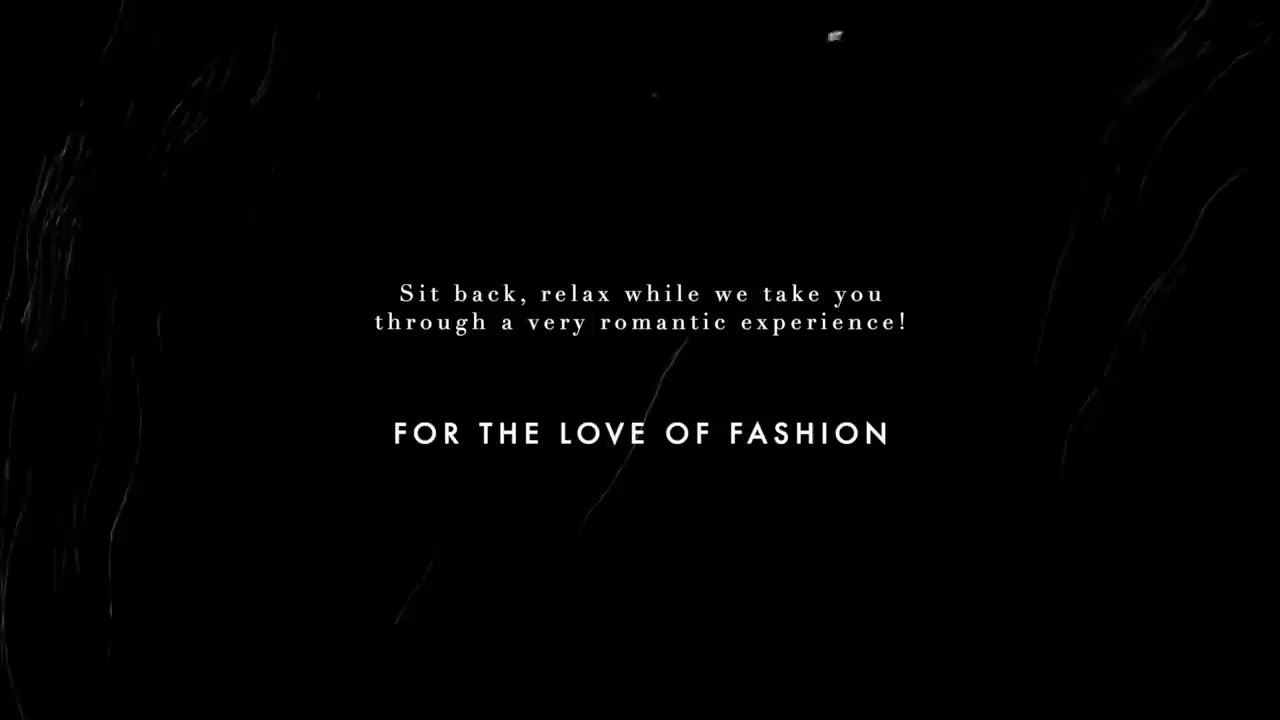 Sit back, relax while we take you
through a very romantic experience!
FOR THE LOVE OF FASHION